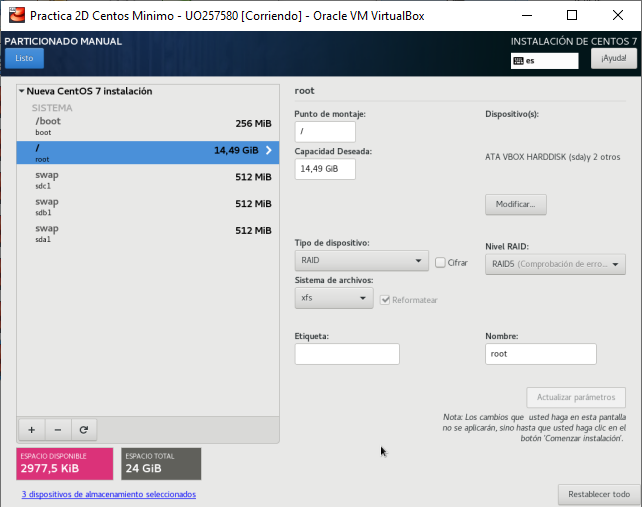 Practica 2D Centos Minimo - UO257580 [Corriendo] - Oracle VM VirtualBox
PARTICIONADO MANUAL
INSTALACIÓN DE CENTOS 7
Listo
es
¡Ayuda!
Nueva CentOS 7 instalación
SISTEMA
/boot
boot
256 MiB
/
root
14,49 GiB
swap
sdc1
512 MiB
swap
sdb1
512 MiB
swap
sda1
512 MiB
ESPACIO DISPONIBLE
2977,5 KiB
ESPACIO TOTAL
24 GiB
3 dispositivos de almacenamiento seleccionados
root
Punto de montaje:
/
Capacidad Deseada:
14,49 GiB
Dispositivo(s):
ATA VBOX HARDDISK (sda)y 2 otros
Modificar...
Tipo de dispositivo:
RAID
Cifrar
Nivel RAID:
RAID5 (Comprobación de erro...
Sistema de archivos:
xfs
Reformatear
Etiqueta:
Nombre:
root
Actualizar parámetros
Nota: Los cambios que usted haga en esta pantalla
no se aplicarán, sino hasta que usted haga clic en el
botón 'Comenzar instalación'.
Restablecer todo